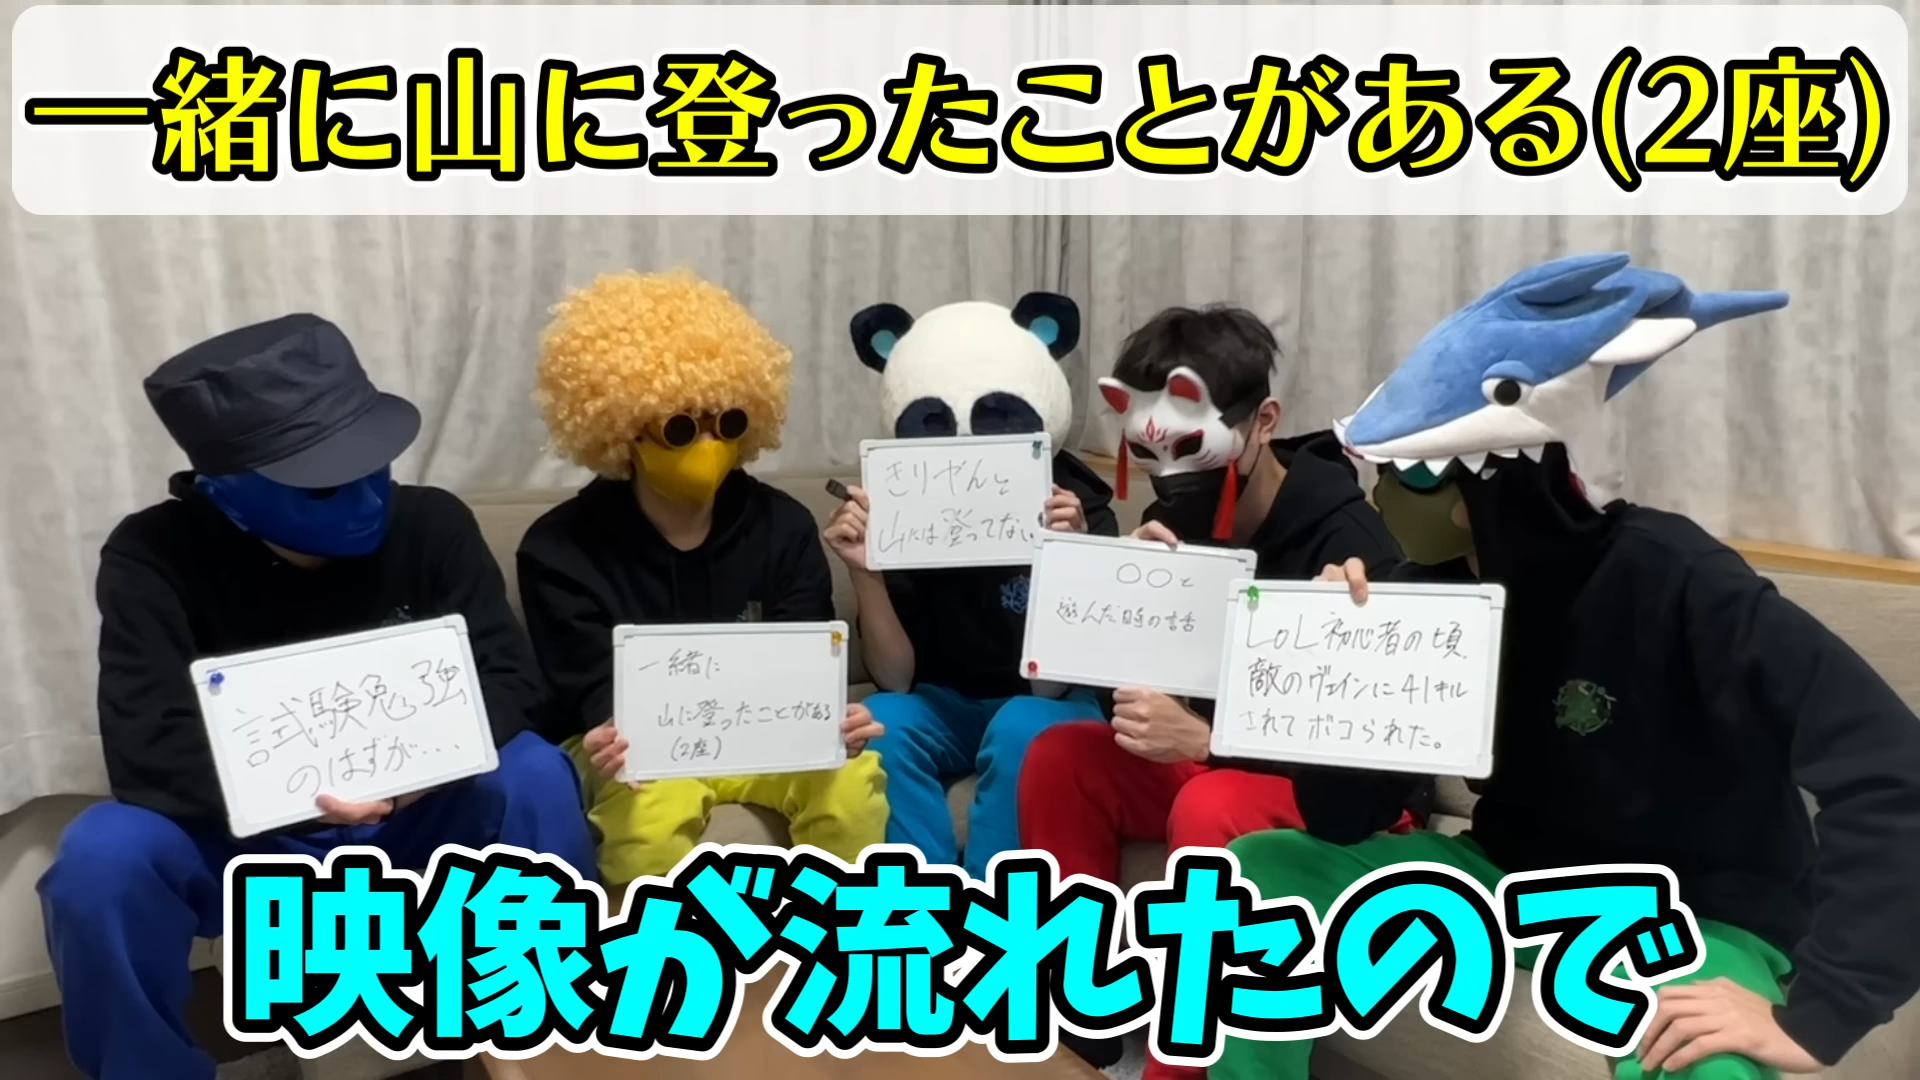 一緒に山に登ったことがある(2座)
きりやんと
山には登ってない
〇〇と
遊んだ時の話
LoL初心者の頃、
敵のヴェインに41キル
されてボコられた。
試験勉強
のはずが…
一緒に
山に登ったことがある
(2座)
映像が流れたので